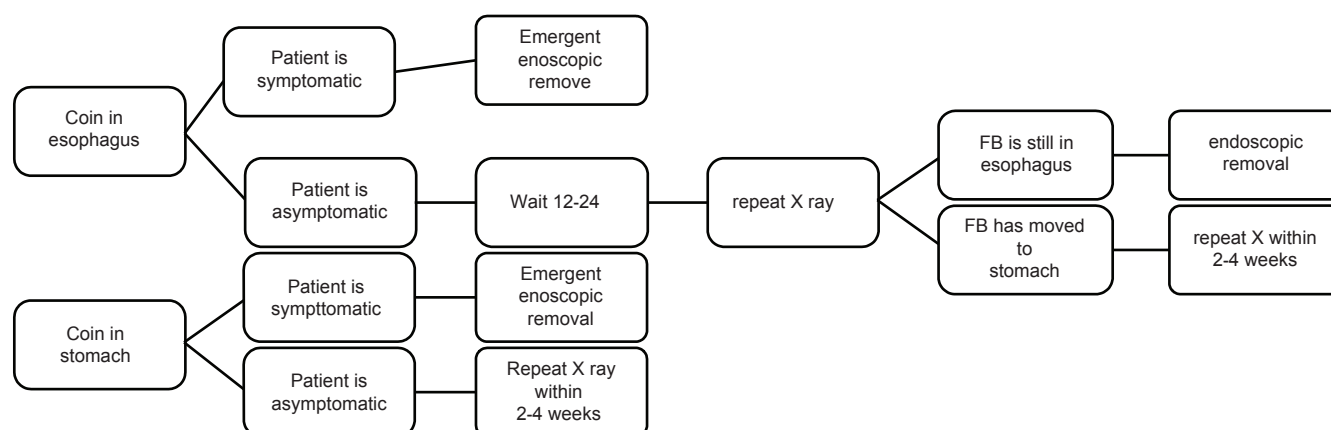 Coin in
esophagus
Patient is
symptomatic
Emergent
enoscopic
remove
Patient is
asymptomatic
Wait 12-24
repeat X ray
FB is still in
esophagus
endoscopic
removal
FB has moved
to
stomach
repeat X within
2-4 weeks
Coin in
stomach
Patient is
sympttomatic
Emergent
enoscopic
removal
Patient is
asymptomatic
Repeat X ray
within
2-4 weeks